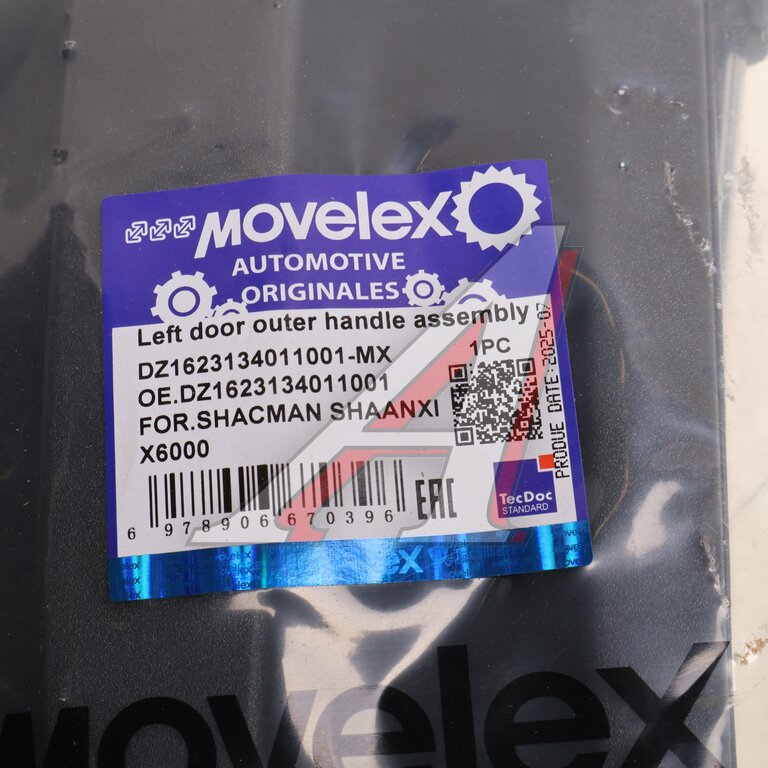 MOVELEX
AUTOMOTIVE
ORIGINALES
Left door outer handle assembly
DZ1623134011001-MX
1PC
OE.DZ1623134011001
FOR.SHACMAN SHAANXI
X6000
PRODUE DATE:2025-07
6 978906 670396
EAC
TecDoc
STANDARD
movelex